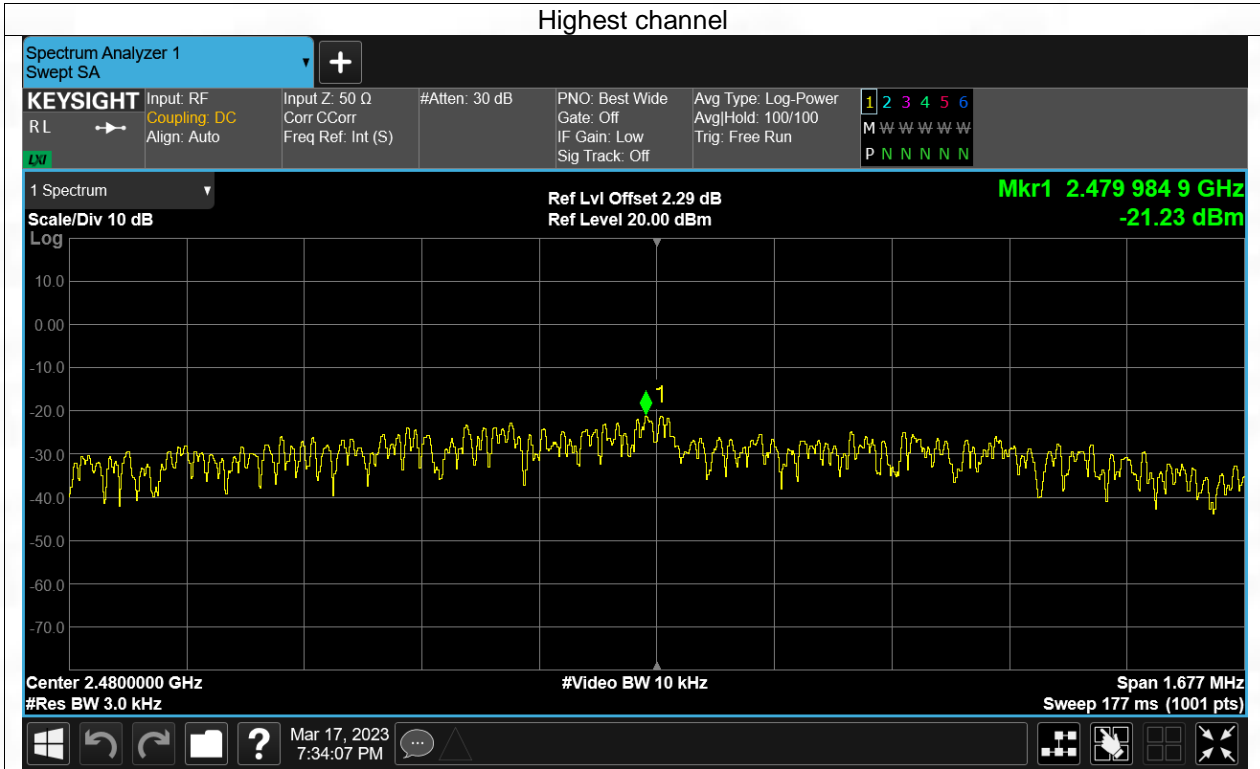 Highest channel
Spectrum Analyzer 1
Swept SA
KEYSIGHT
R L
LXI
Input: RF
Coupling: DC
Align: Auto
Input Z: 50 Ω
Corr CCorr
Freq Ref: Int (S)
#Atten: 30 dB
PNO: Best Wide
Gate: Off
IF Gain: Low
Sig Track: Off
Avg Type: Log-Power
Avg|Hold: 100/100
Trig: Free Run
1 2 3 4 5 6
M W W W W W
P N N N N N
1 Spectrum
Scale/Div 10 dB
Ref Lvl Offset 2.29 dB
Ref Level 20.00 dBm
Mkr1 2.479 984 9 GHz
-21.23 dBm
Log
10.0
0.00
-10.0
-20.0
-30.0
-40.0
-50.0
-60.0
-70.0
1
Center 2.4800000 GHz
#Res BW 3.0 kHz
#Video BW 10 kHz
Span 1.677 MHz
Sweep 177 ms (1001 pts)
?
Mar 17, 2023
7:34:07 PM